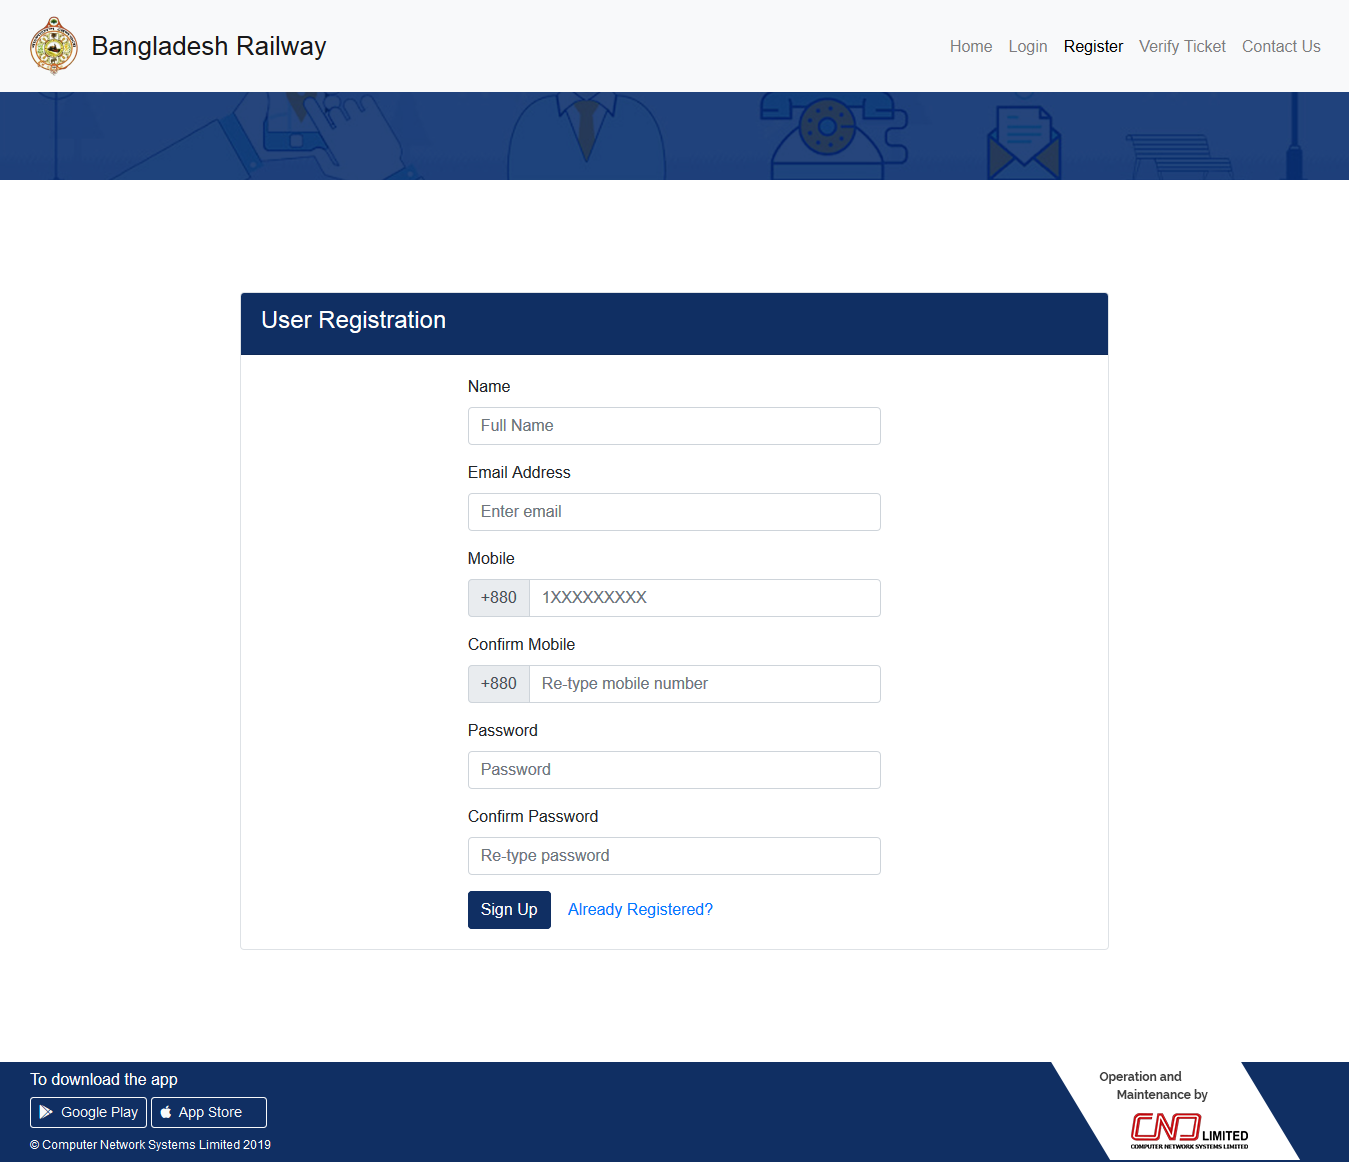 Bangladesh Railway
Home Login Register Verify Ticket Contact Us
User Registration
Name
Full Name
Email Address
Enter email
Mobile
+880 1XXXXXXXXX
Confirm Mobile
+880 Re-type mobile number
Password
Password
Confirm Password
Re-type password
Sign Up Already Registered?
To download the app
Google Play App Store
© Computer Network Systems Limited 2019
Operation and
Maintenance by
LIMITED
COMPUTER NETWORK SYSTEMS LIMITED